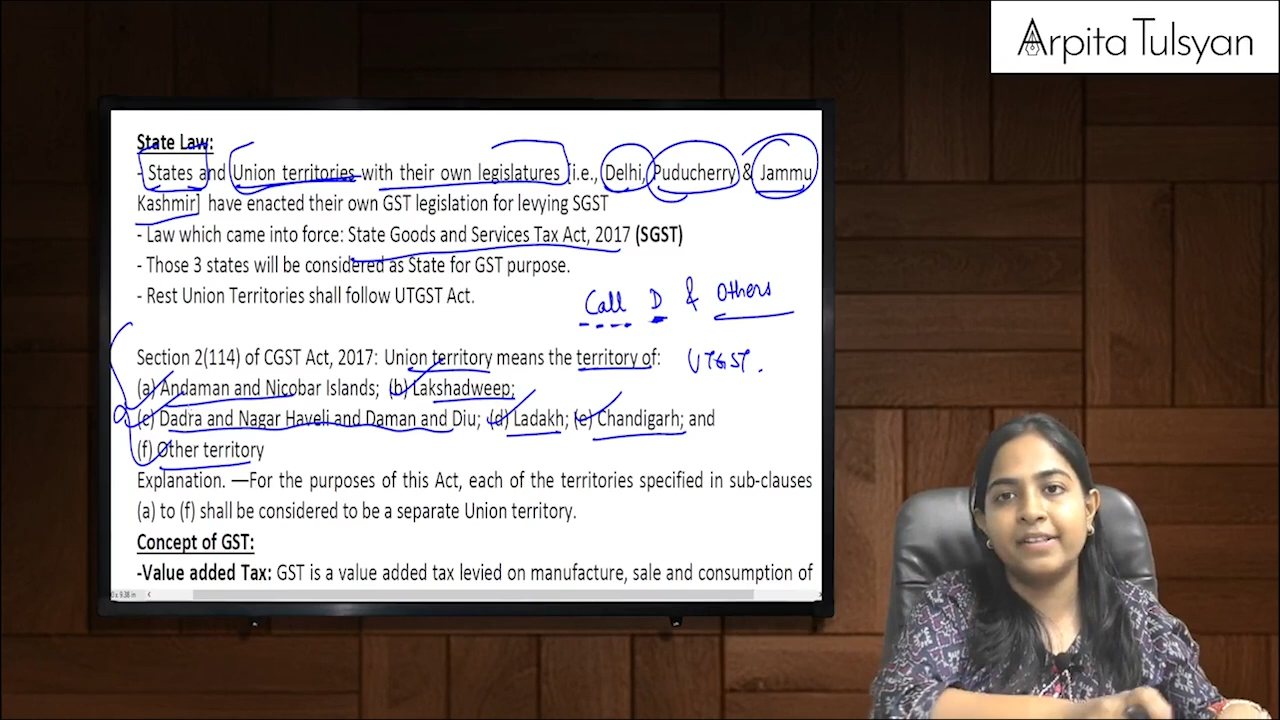 Arpita Tulsyan
State Law:
- States and Union territories with their own legislatures [i.e., Delhi, Puducherry & Jammu
Kashmir] have enacted their own GST legislation for levying SGST
- Law which came into force: State Goods and Services Tax Act, 2017 (SGST)
- Those 3 states will be considered as State for GST purpose.
- Rest Union Territories shall follow UTGST Act.
Call D & Others
Section 2(114) of CGST Act, 2017: Union territory means the territory of:
UTGST.
(a) Andaman and Nicobar Islands; (b) Lakshadweep;
(c) Dadra and Nagar Haveli and Daman and Diu; (d) Ladakh; (e) Chandigarh; and
(f) Other territory
Explanation. —For the purposes of this Act, each of the territories specified in sub-clauses
(a) to (f) shall be considered to be a separate Union territory.
Concept of GST:
-Value added Tax: GST is a value added tax levied on manufacture, sale and consumption of